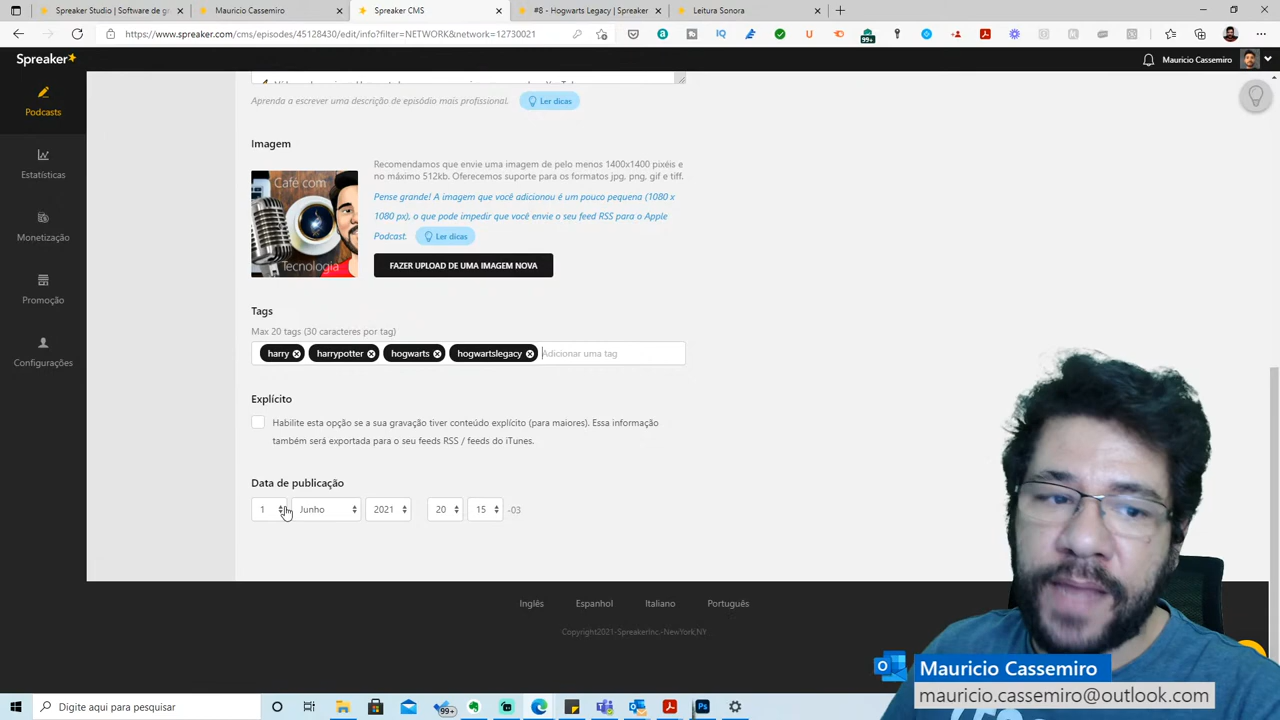 Spreaker Studio | Software de g
Mauricio Cassemiro
Spreaker CMS
#8 - Hogwarts Legacy | Spreaker
Leitura Sonora
https://www.spreaker.com/cms/episodes/45128430/edit/info?filter=NETWORK&network=12730021
Spreaker
Mauricio Cassemiro
Podcasts
Estatísticas
Monetização
Promoção
Configurações
Aprenda a escrever uma descrição de episódio mais profissional.
Ler dicas
Imagem
Recomendamos que envie uma imagem de pelo menos 1400x1400 pixéis e
no máximo 512kb. Oferecemos suporte para os formatos jpg, png, gif e tiff.
Pense grande! A imagem que você adicionou é um pouco pequena (1080 x
1080 px), o que pode impedir que você envie o seu feed RSS para o Apple
Podcast.
Ler dicas
FAZER UPLOAD DE UMA IMAGEM NOVA
Café com
Tecnologia
Tags
Max 20 tags (30 caracteres por tag)
harry
harrypotter
hogwarts
hogwartslegacy
Adicionar uma tag
Explícito
Habilite esta opção se a sua gravação tiver conteúdo explícito (para maiores). Essa informação
também será exportada para o seu feeds RSS / feeds do iTunes.
Data de publicação
1 Junho 2021 20 15 -03
Inglês Espanhol Italiano Português
Copyright2021-SpreakerInc.-NewYork,NY
Mauricio Cassemiro
mauricio.cassemiro@outlook.com
Digite aqui para pesquisar
99+